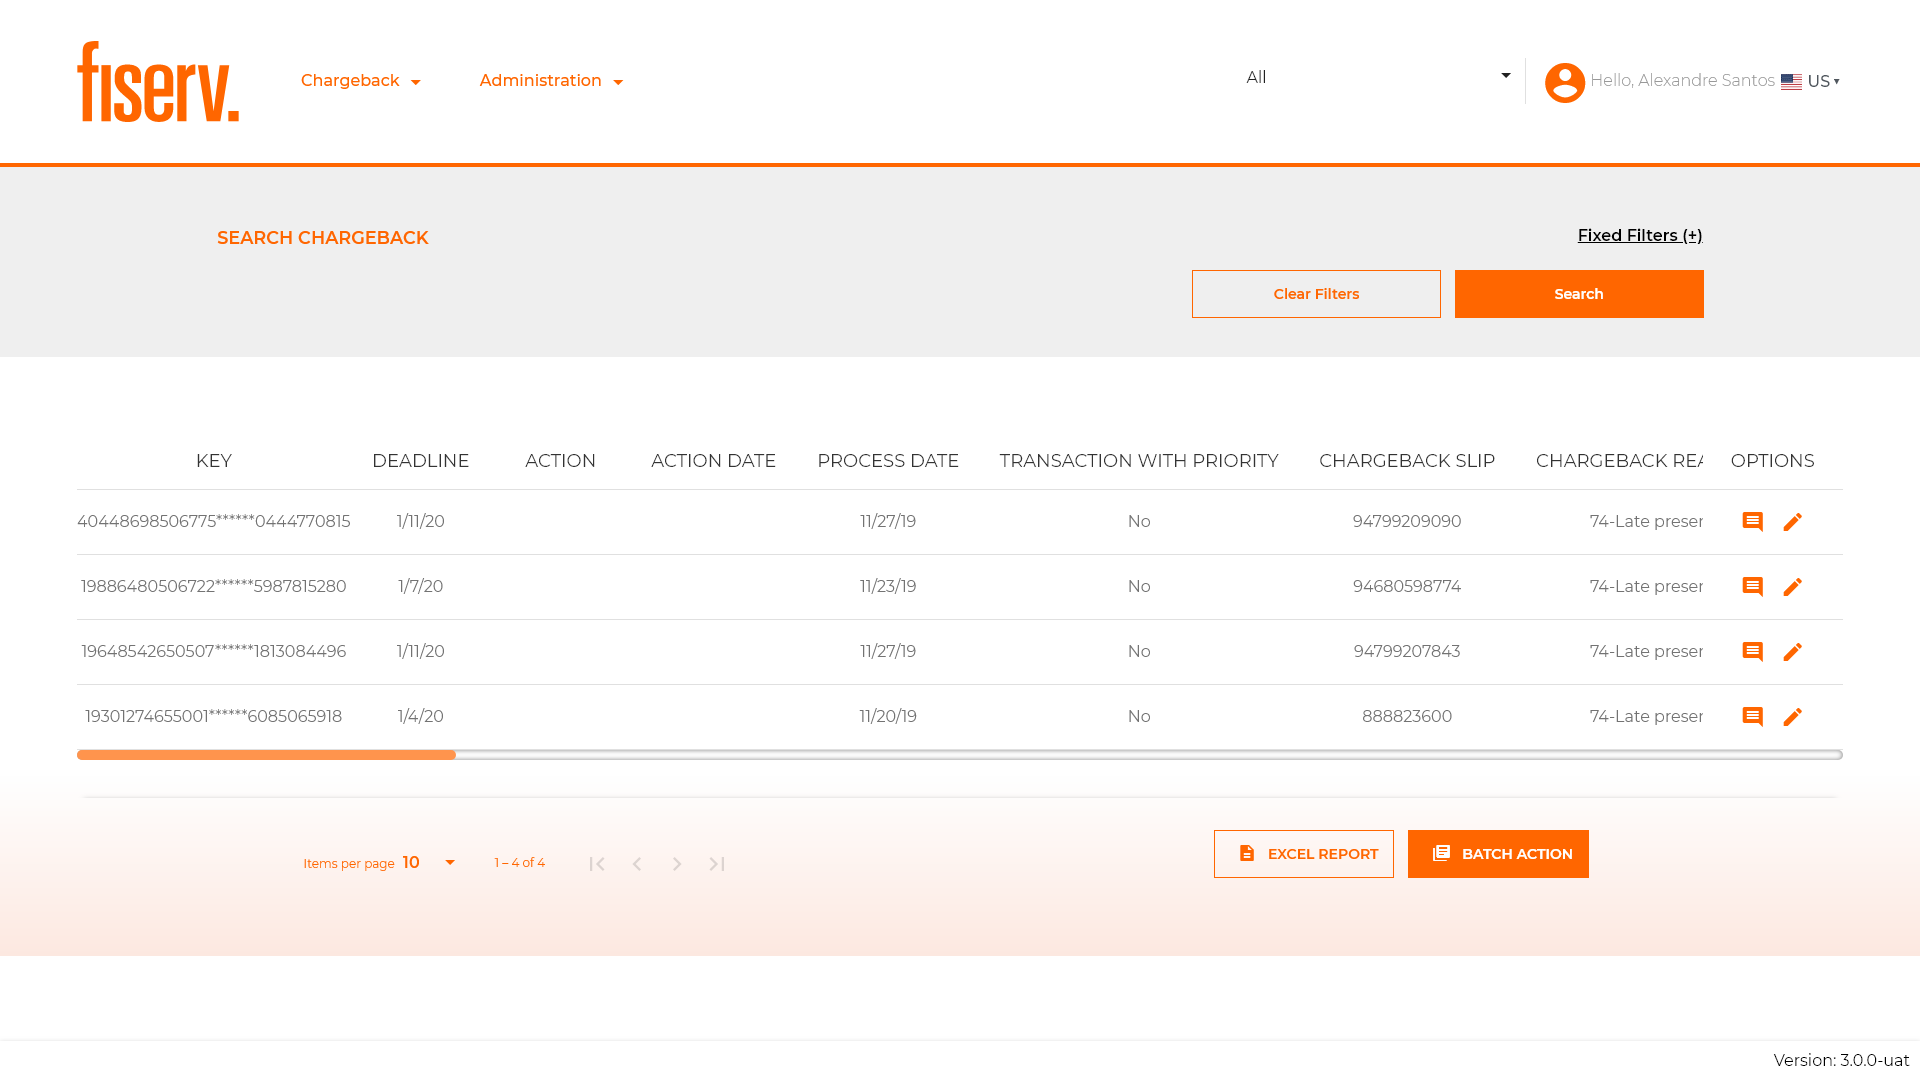 fiserv.
Chargeback
Administration
All
Hello, Alexandre Santos
US
SEARCH CHARGEBACK
Fixed Filters (+)
Clear Filters
Search
KEY DEADLINE ACTION ACTION DATE PROCESS DATE TRANSACTION WITH PRIORITY CHARGEBACK SLIP CHARGEBACK REA OPTIONS
40448698506775******0444770815 1/11/20 11/27/19 No 94799209090 74-Late preser
19886480506722******5987815280 1/7/20 11/23/19 No 94680598774 74-Late preser
19648542650507******1813084496 1/11/20 11/27/19 No 94799207843 74-Late preser
19301274655001******6085065918 1/4/20 11/20/19 No 888823600 74-Late preser
Items per page 10 1 – 4 of 4
EXCEL REPORT
BATCH ACTION
Version: 3.0.0-uat